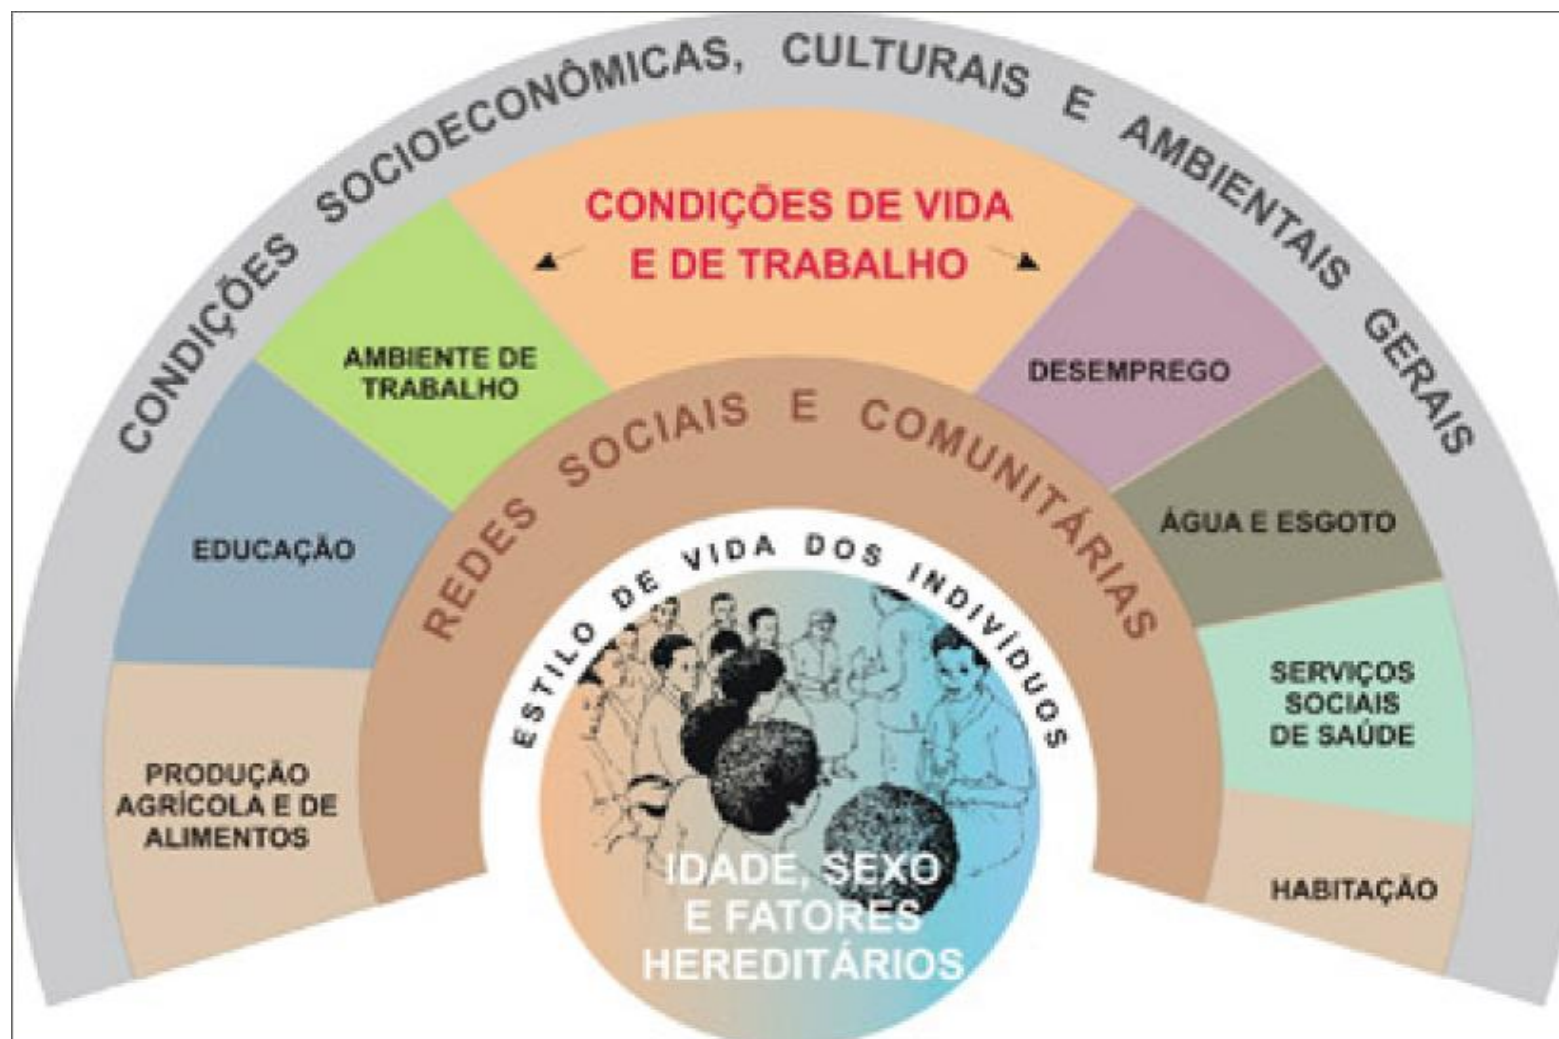 CONDIÇÕES SOCIOECONÔMICAS, CULTURAIS E AMBIENTAIS GERAIS
CONDIÇÕES DE VIDA
E DE TRABALHO
AMBIENTE DE
TRABALHO
DESEMPREGO
REDES SOCIAIS E COMUNITÁRIAS
EDUCAÇÃO
ÁGUA E ESGOTO
ESTILO DE VIDA DOS INDIVÍDUOS
SERVIÇOS
SOCIAIS
DE SAÚDE
PRODUÇÃO
AGRÍCOLA E DE
ALIMENTOS
HABITAÇÃO
IDADE, SEXO
E FATORES
HEREDITÁRIOS